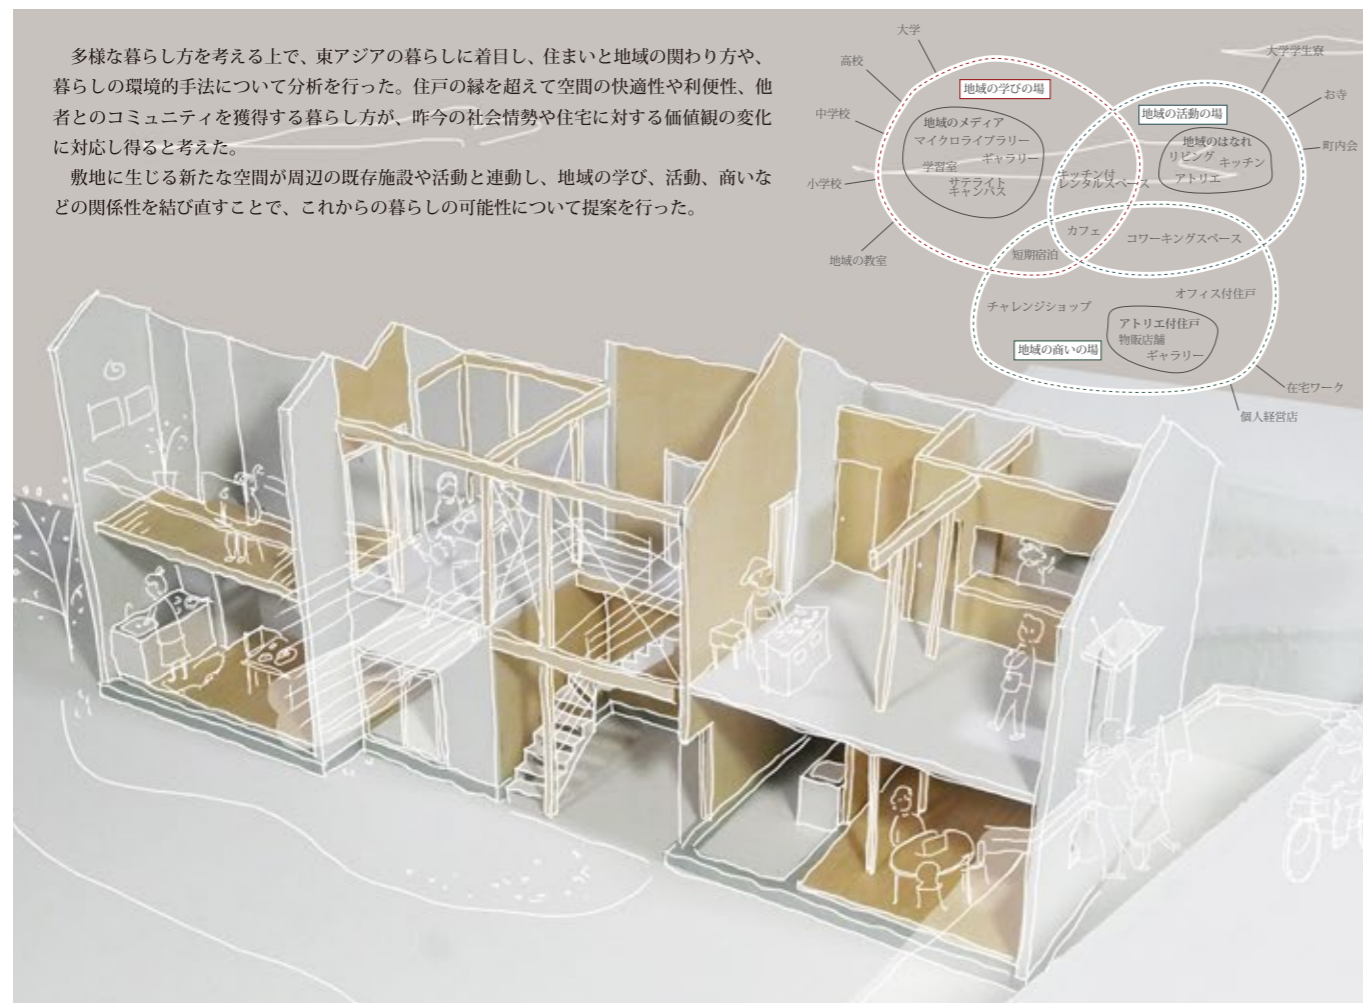 多様な暮らし方を考える上で、東アジアの暮らしに着目し、住まいと地域の関わり方や、
暮らしの環境的手法について分析を行った。住戸の縁を超えて空間の快適性や利便性、他
者とのコミュニティを獲得する暮らし方が、昨今の社会情勢や住宅に対する価値観の変化
に対応し得ると考えた。
敷地に生じる新たな空間が周辺の既存施設や活動と連動し、地域の学び、活動、商いな
どの関係性を結び直すことで、これからの暮らしの可能性について提案を行った。
大学
高校
中学校
小学校
地域の教室
地域の学びの場
地域のメディア
マイクロライブラリー
ギャラリー
学習室
サテライト
キャンパス
大学学生寮
お寺
町内会
地域の活動の場
地域のはなれ
リビング
キッチン
アトリエ
キッチン付
レンタルスペース
カフェ
コワーキングスペース
短期宿泊
チャレンジショップ
オフィス付住戸
アトリエ付住戸
物販店舗
ギャラリー
地域の商いの場
在宅ワーク
個人経営店